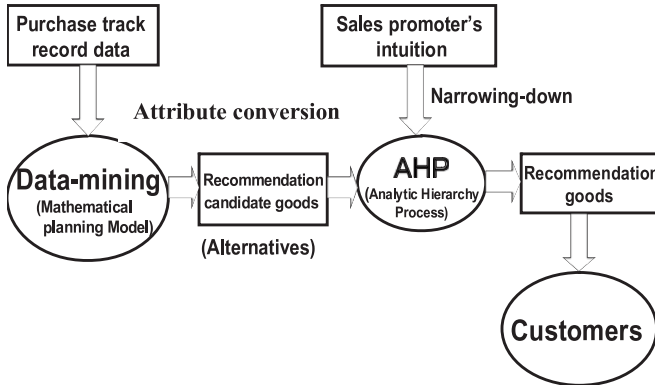 Purchase track
record data
Sales promoter's
intuition
Attribute conversion
Narrowing-down
Data-mining
(Mathematical
planning Model)
Recommendation
candidate goods
(Alternatives)
AHP
(Analytic Hierarchy
Process)
Recommendation
goods
Customers